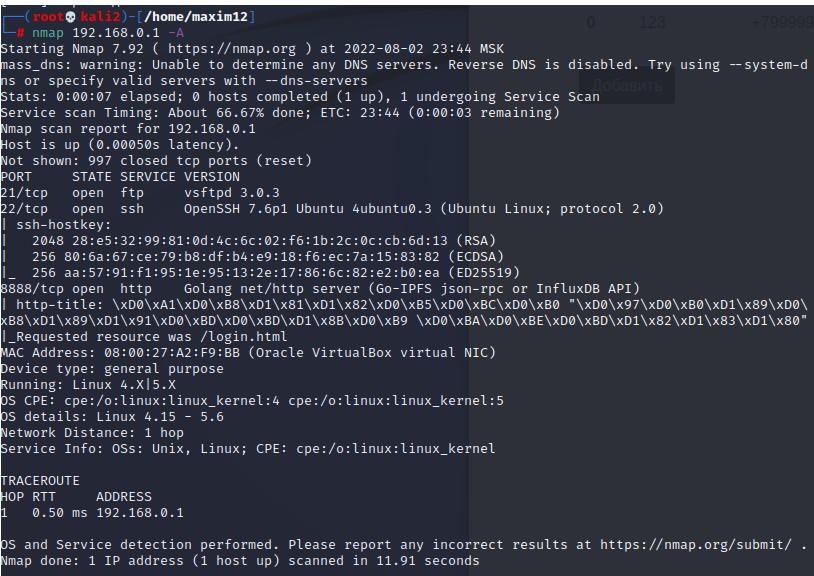 ┌──(root💀kali2)-[/home/maxim12]
└─# nmap 192.168.0.1 -A
Starting Nmap 7.92 ( https://nmap.org ) at 2022-08-02 23:44 MSK
mass_dns: warning: Unable to determine any DNS servers. Reverse DNS is disabled. Try using --system-d
ns or specify valid servers with --dns-servers
Stats: 0:00:07 elapsed; 0 hosts completed (1 up), 1 undergoing Service Scan
Service scan Timing: About 66.67% done; ETC: 23:44 (0:00:03 remaining)
Nmap scan report for 192.168.0.1
Host is up (0.00050s latency).
Not shown: 997 closed tcp ports (reset)
PORT     STATE SERVICE VERSION
21/tcp   open  ftp     vsftpd 3.0.3
22/tcp   open  ssh     OpenSSH 7.6p1 Ubuntu 4ubuntu0.3 (Ubuntu Linux; protocol 2.0)
| ssh-hostkey:
|   2048 28:e5:32:99:81:0d:4c:6c:02:f6:1b:2c:0c:cb:6d:13 (RSA)
|   256 80:6a:67:ce:79:b8:df:b4:e9:18:f6:ec:7a:15:83:82 (ECDSA)
|_  256 aa:57:91:f1:95:1e:95:13:2e:17:86:6c:82:e2:b0:ea (ED25519)
8888/tcp open  http    Golang net/http server (Go-IPFS json-rpc or InfluxDB API)
| http-title: \xD0\xA1\xD0\xB8\xD1\x81\xD1\x82\xD0\xB5\xD0\xBC\xD0\xB0 "\xD0\x97\xD0\xB0\xD1\x89\xD0\
xB8\xD1\x89\xD1\x91\xD0\xBD\xD0\xBD\xD1\x8B\xD0\xB9 \xD0\xBA\xD0\xBE\xD0\xBD\xD1\x82\xD1\x83\xD1\x80"
|_Requested resource was /login.html
MAC Address: 08:00:27:A2:F9:BB (Oracle VirtualBox virtual NIC)
Device type: general purpose
Running: Linux 4.X|5.X
OS CPE: cpe:/o:linux:linux_kernel:4 cpe:/o:linux:linux_kernel:5
OS details: Linux 4.15 - 5.6
Network Distance: 1 hop
Service Info: OSs: Unix, Linux; CPE: cpe:/o:linux:linux_kernel
TRACEROUTE
HOP RTT     ADDRESS
1   0.50 ms 192.168.0.1
OS and Service detection performed. Please report any incorrect results at https://nmap.org/submit/ .
Nmap done: 1 IP address (1 host up) scanned in 11.91 seconds
0 123 +799999
Добавить